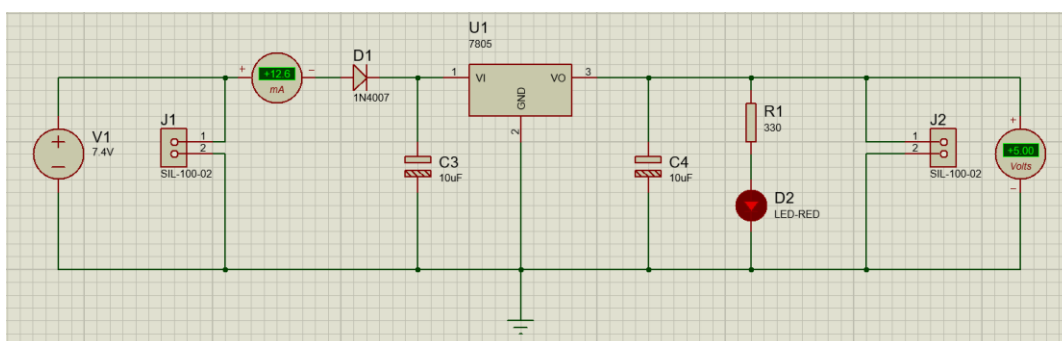 U1
7805
D1
1N4007
+ +12.6 -
mA
1 VI VO 3
GND
2
V1
7.4V
+
-
J1
1
2
SIL-100-02
C3
10uF
C4
10uF
R1
330
D2
LED-RED
J2
1
2
SIL-100-02
+
+5.00
Volts
-